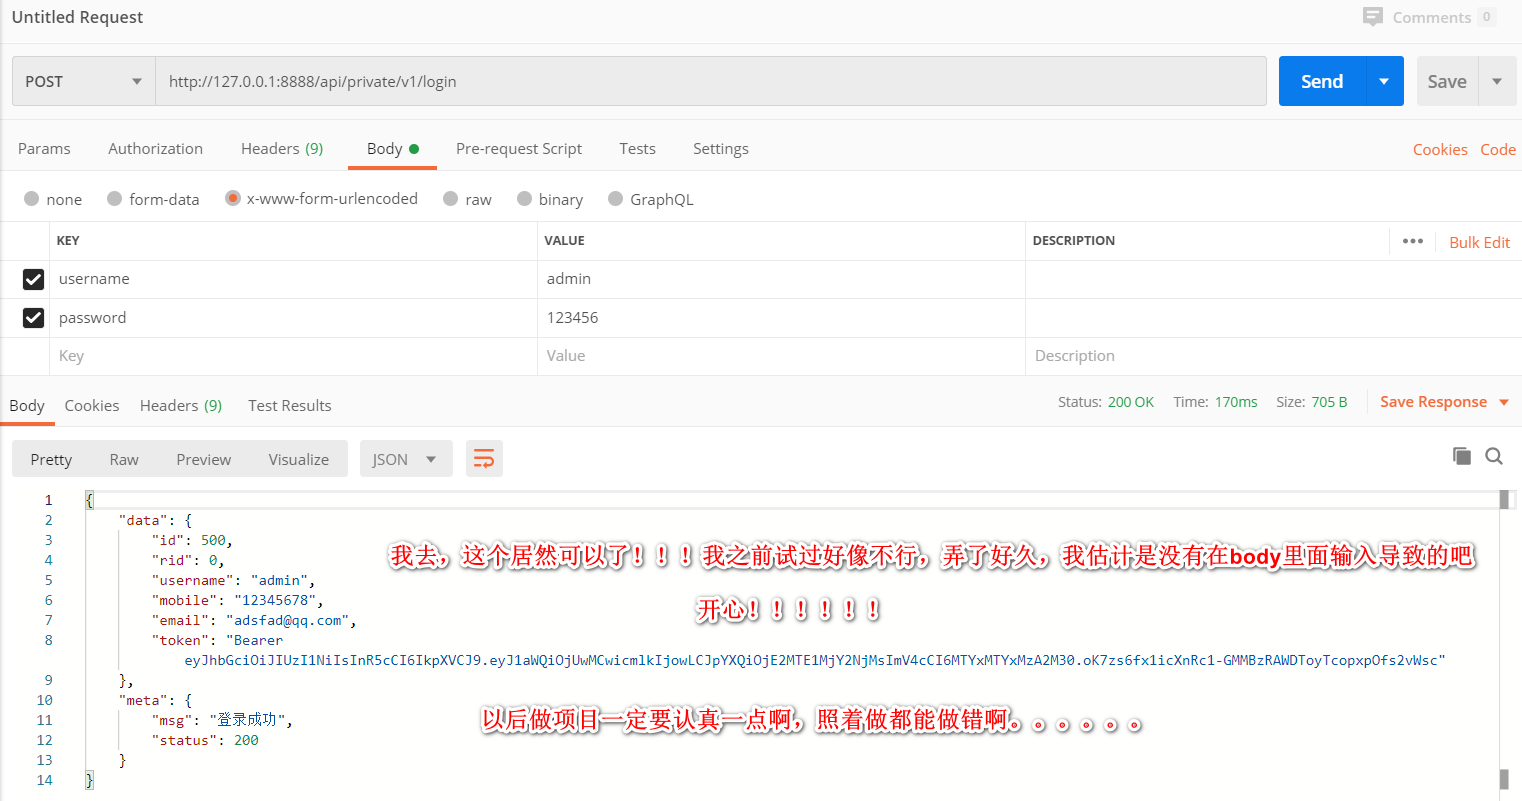 Untitled Request
Comments 0
POST
http://127.0.0.1:8888/api/private/v1/login
Send
Save
Params
Authorization
Headers (9)
Body
Pre-request Script
Tests
Settings
Cookies
Code
none
form-data
x-www-form-urlencoded
raw
binary
GraphQL
KEY
VALUE
DESCRIPTION
•••
Bulk Edit
username
admin
password
123456
Key
Value
Description
Body
Cookies
Headers (9)
Test Results
Status: 200 OK
Time: 170ms
Size: 705 B
Save Response
Pretty
Raw
Preview
Visualize
JSON
1 {
2 "data": {
3 "id": 500,
4 "rid": 0,
我去，这个居然可以了！！！我之前试过好像不行，弄了好久，我估计是没有在body里面输入导致的吧
5 "username": "admin",
6 "mobile": "12345678",
开心！！！！！！
7 "email": "adsfad@qq.com",
8 "token": "Bearer
eyJhbGciOiJIUzI1NiIsInR5cCI6IkpXVCJ9.eyJ1aWQiOjUwMCwicmlkIjowLCJpYXQiOjE2MTE1MjY2NjMsImV4cCI6MTYxMTYxMzA2M30.oK7zs6fx1icXnRc1-GMMBzRAWDToyTcopxpOfs2vWsc"
9 },
10 "meta": {
11 "msg": "登录成功",
以后做项目一定要认真一点啊，照着做都能做错啊。。。。。。
12 "status": 200
13 }
14 }